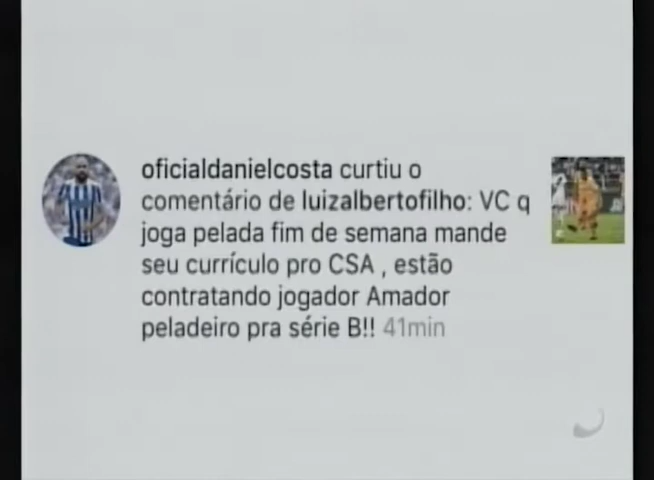 oficialdanielcosta curtiu o
comentário de luizalbertofilho: VC q
joga pelada fim de semana mande
seu currículo pro CSA , estão
contratando jogador Amador
peladeiro pra série B!! 41min